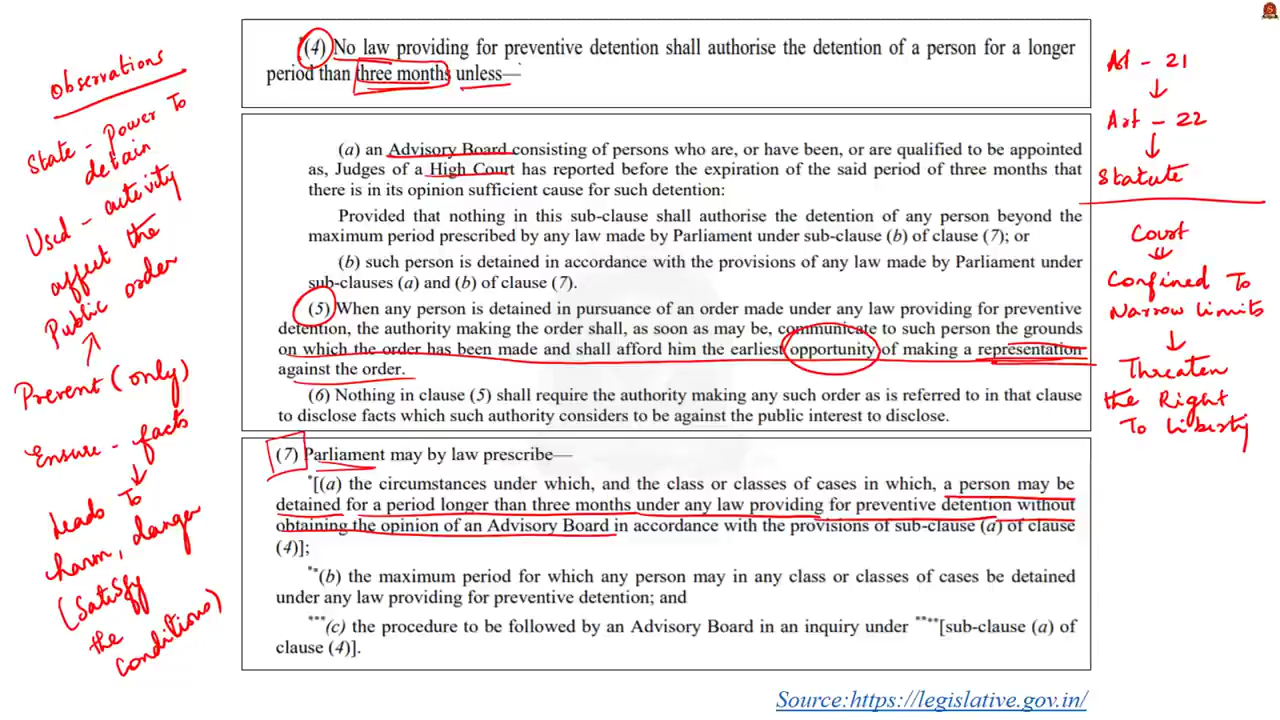 Observations
State - Power To
detain
Used - activity
affect the
Public order
Prevent (only)
Ensure - facts
Leads To
harm, danger
(Satisfy
the
conditions)
(4) No law providing for preventive detention shall authorise the detention of a person for a longer
period than three months unless—
(a) an Advisory Board consisting of persons who are, or have been, or are qualified to be appointed
as, Judges of a High Court has reported before the expiration of the said period of three months that
there is in its opinion sufficient cause for such detention:
Provided that nothing in this sub-clause shall authorise the detention of any person beyond the
maximum period prescribed by any law made by Parliament under sub-clause (b) of clause (7); or
(b) such person is detained in accordance with the provisions of any law made by Parliament under
sub-clauses (a) and (b) of clause (7).
(5) When any person is detained in pursuance of an order made under any law providing for preventive
detention, the authority making the order shall, as soon as may be, communicate to such person the grounds
on which the order has been made and shall afford him the earliest opportunity of making a representation
against the order.
(6) Nothing in clause (5) shall require the authority making any such order as is referred to in that clause
to disclose facts which such authority considers to be against the public interest to disclose.
(7) Parliament may by law prescribe—
*[(a) the circumstances under which, and the class or classes of cases in which, a person may be
detained for a period longer than three months under any law providing for preventive detention without
obtaining the opinion of an Advisory Board in accordance with the provisions of sub-clause (a) of clause
(4)];
**(b) the maximum period for which any person may in any class or classes of cases be detained
under any law providing for preventive detention; and
***(c) the procedure to be followed by an Advisory Board in an inquiry under ****[sub-clause (a) of
clause (4)].
Art - 21
Art - 22
Statute
Court
Confined To
Narrow Limits
Threaten
the Right
To Liberty
Source:https://legislative.gov.in/